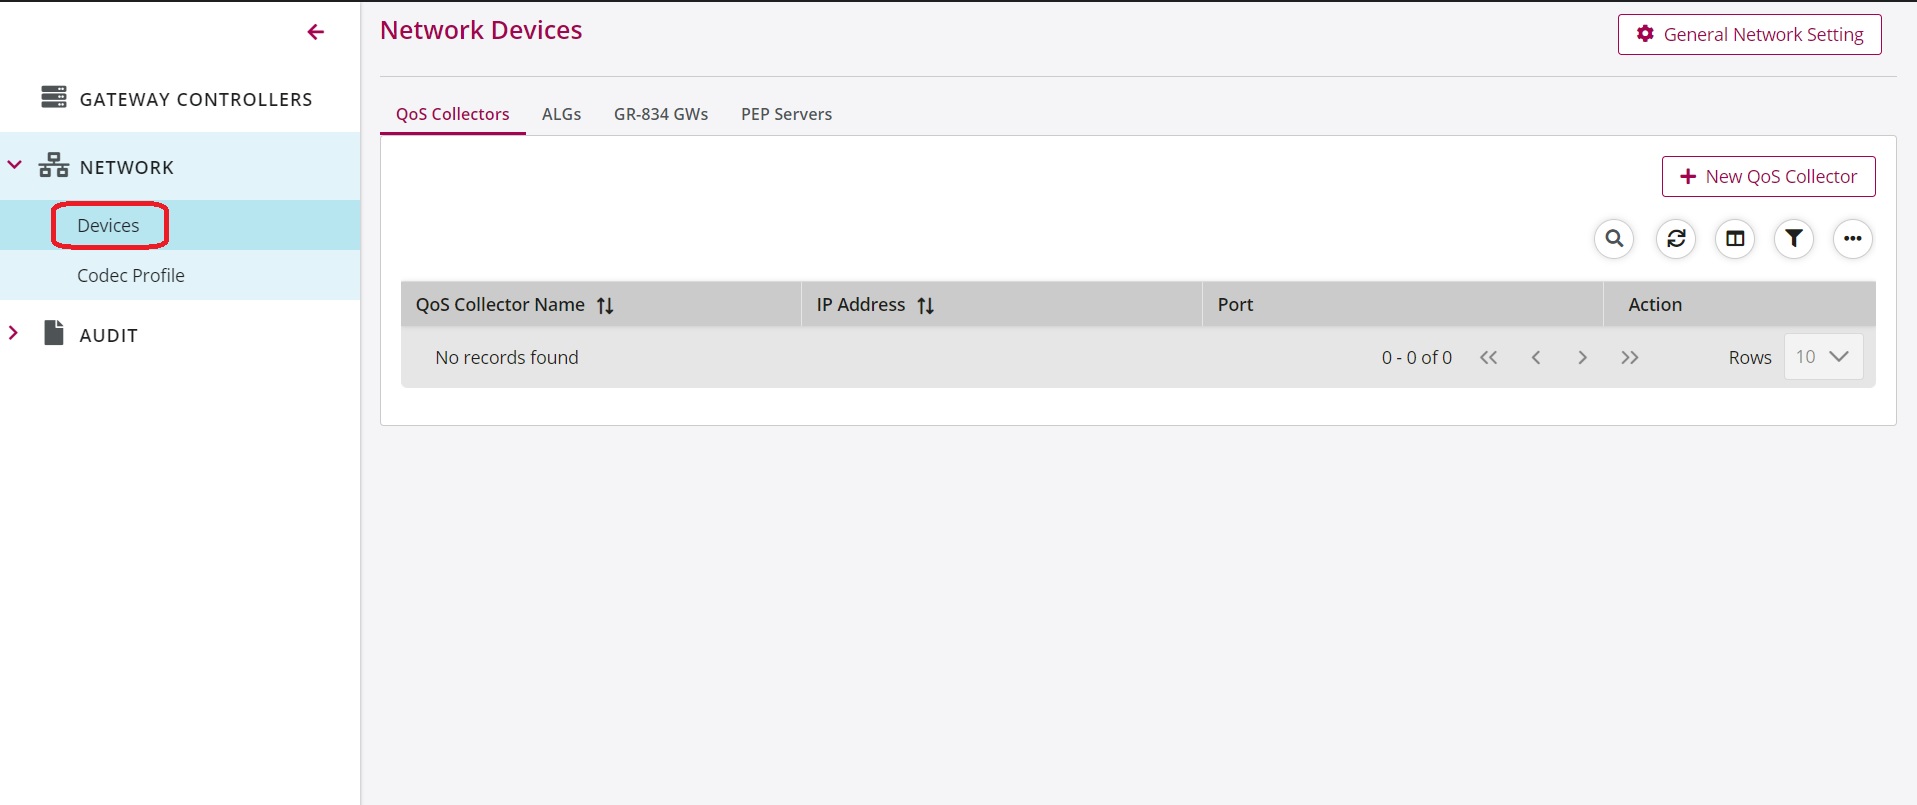 Network Devices
General Network Setting
GATEWAY CONTROLLERS
NETWORK
Devices
Codec Profile
AUDIT
QoS Collectors ALGs GR-834 GWs PEP Servers
New QoS Collector
QoS Collector Name IP Address Port Action
No records found 0 - 0 of 0 Rows 10